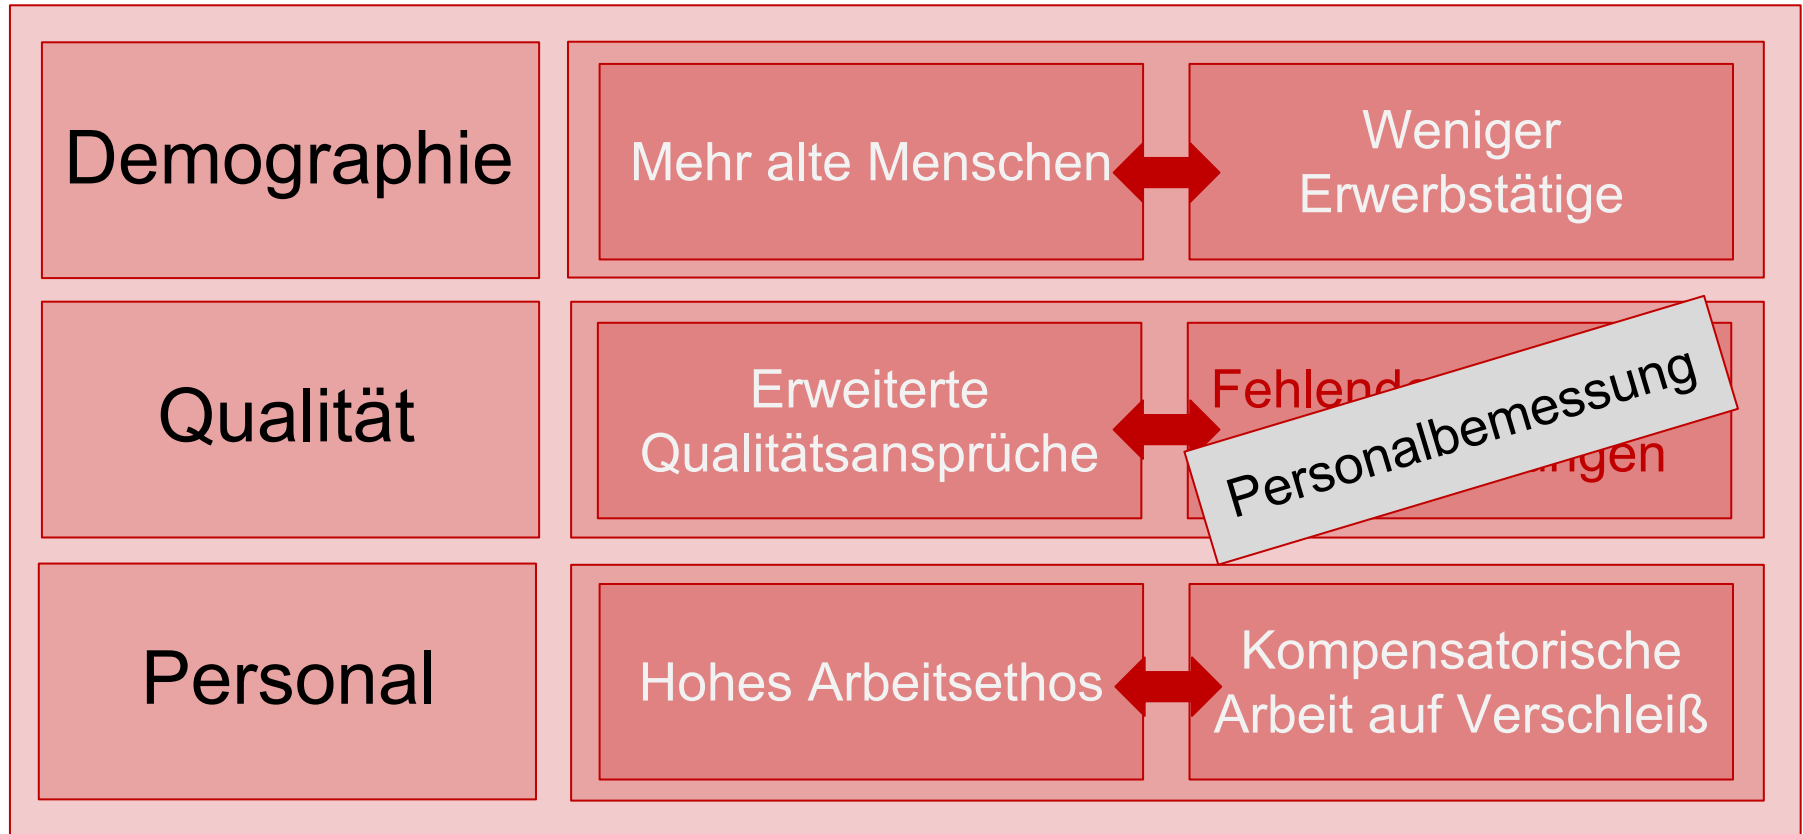 Demographie
Mehr alte Menschen
Weniger
Erwerbstätige
Qualität
Erweiterte
Qualitätsansprüche
Personalbemessung
Personal
Hohes Arbeitsethos
Kompensatorische
Arbeit auf Verschleiß